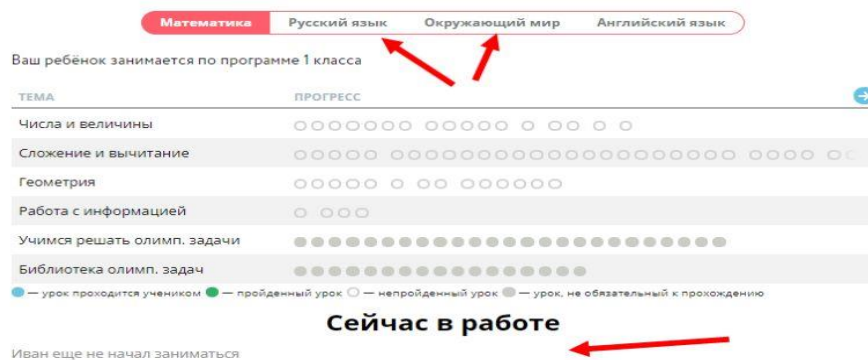 Математика Русский язык Окружающий мир Английский язык
Ваш ребёнок занимается по программе 1 класса
ТЕМА ПРОГРЕСС
Числа и величины
Сложение и вычитание
Геометрия
Работа с информацией
Учимся решать олимп. задачи
Библиотека олимп. задач
— урок проходится учеником — пройденный урок — непройденный урок — урок, не обязательный к прохождению
Сейчас в работе
Иван еще не начал заниматься